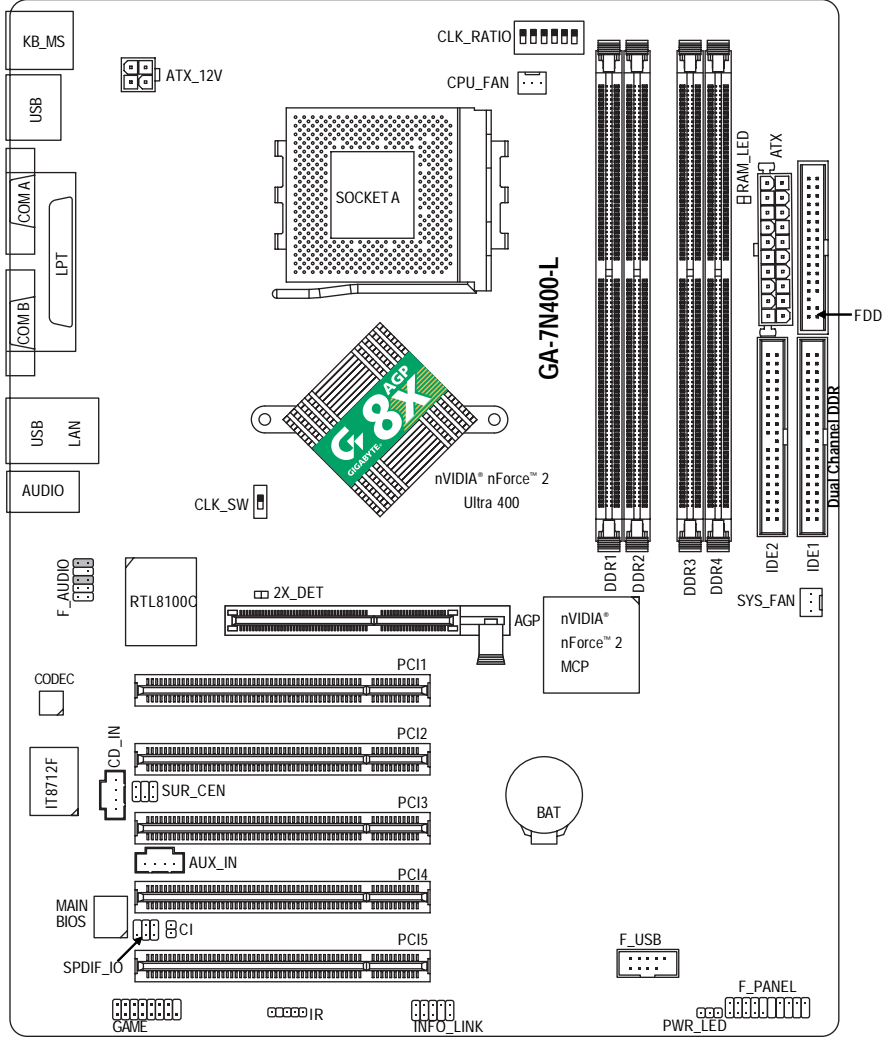 KB_MS
CLK_RATIO
ATX_12V
CPU_FAN
USB
RAM_LED
ATX
COM A
SOCKET A
LPT
COM B
GA-7N400-L
FDD
AGP
8X
G
GIGABYTE™
USB
LAN
nVIDIA® nForce™ 2
Ultra 400
Dual Channel DDR
AUDIO
CLK_SW
DDR1
DDR2
DDR3
DDR4
IDE2
IDE1
F_AUDIO
RTL8100C
2X_DET
AGP
nVIDIA®
nForce™ 2
MCP
SYS_FAN
PCI1
CODEC
PCI2
CD_IN
IT8712F
SUR_CEN
PCI3
BAT
AUX_IN
PCI4
MAIN
BIOS
CI
PCI5
SPDIF_IO
F_USB
F_PANEL
GAME
IR
INFO_LINK
PWR_LED